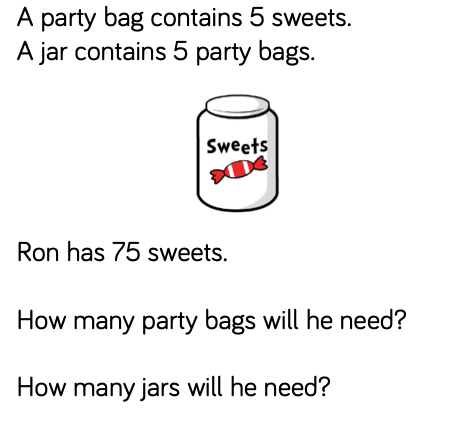 A party bag contains 5 sweets.
A jar contains 5 party bags.
Sweets
Ron has 75 sweets.
How many party bags will he need?
How many jars will he need?